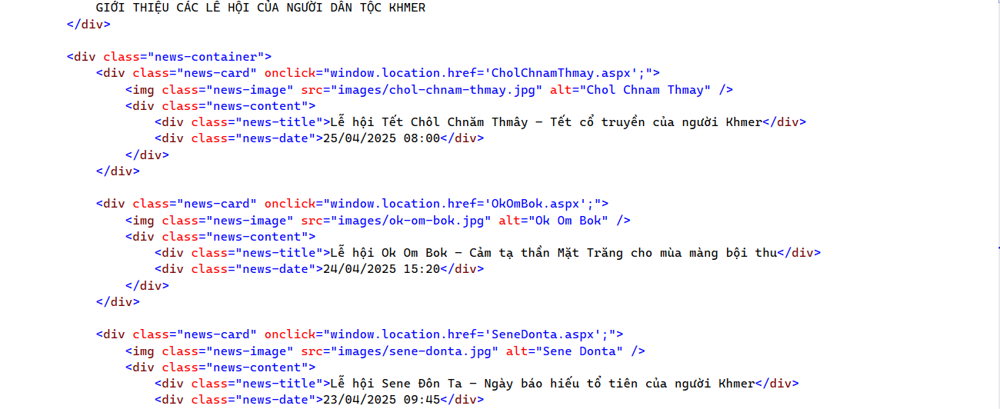 GIỚI THIỆU CÁC LỄ HỘI CỦA NGƯỜI DÂN TỘC KHMER
</div>
<div class="news-container">
<div class="news-card" onclick="window.location.href='CholChnamThmay.aspx';">
<img class="news-image" src="images/chol-chnam-thmay.jpg" alt="Chol Chnam Thmay" />
<div class="news-content">
<div class="news-title">Lễ hội Tết Chôl Chnăm Thmây – Tết cổ truyền của người Khmer</div>
<div class="news-date">25/04/2025 08:00</div>
</div>
</div>
<div class="news-card" onclick="window.location.href='OkOmBok.aspx';">
<img class="news-image" src="images/ok-om-bok.jpg" alt="Ok Om Bok" />
<div class="news-content">
<div class="news-title">Lễ hội Ok Om Bok – Cảm tạ thần Mặt Trăng cho mùa màng bội thu</div>
<div class="news-date">24/04/2025 15:20</div>
</div>
</div>
<div class="news-card" onclick="window.location.href='SeneDonta.aspx';">
<img class="news-image" src="images/sene-donta.jpg" alt="Sene Donta" />
<div class="news-content">
<div class="news-title">Lễ hội Sene Đôn Ta – Ngày báo hiếu tổ tiên của người Khmer</div>
<div class="news-date">23/04/2025 09:45</div>